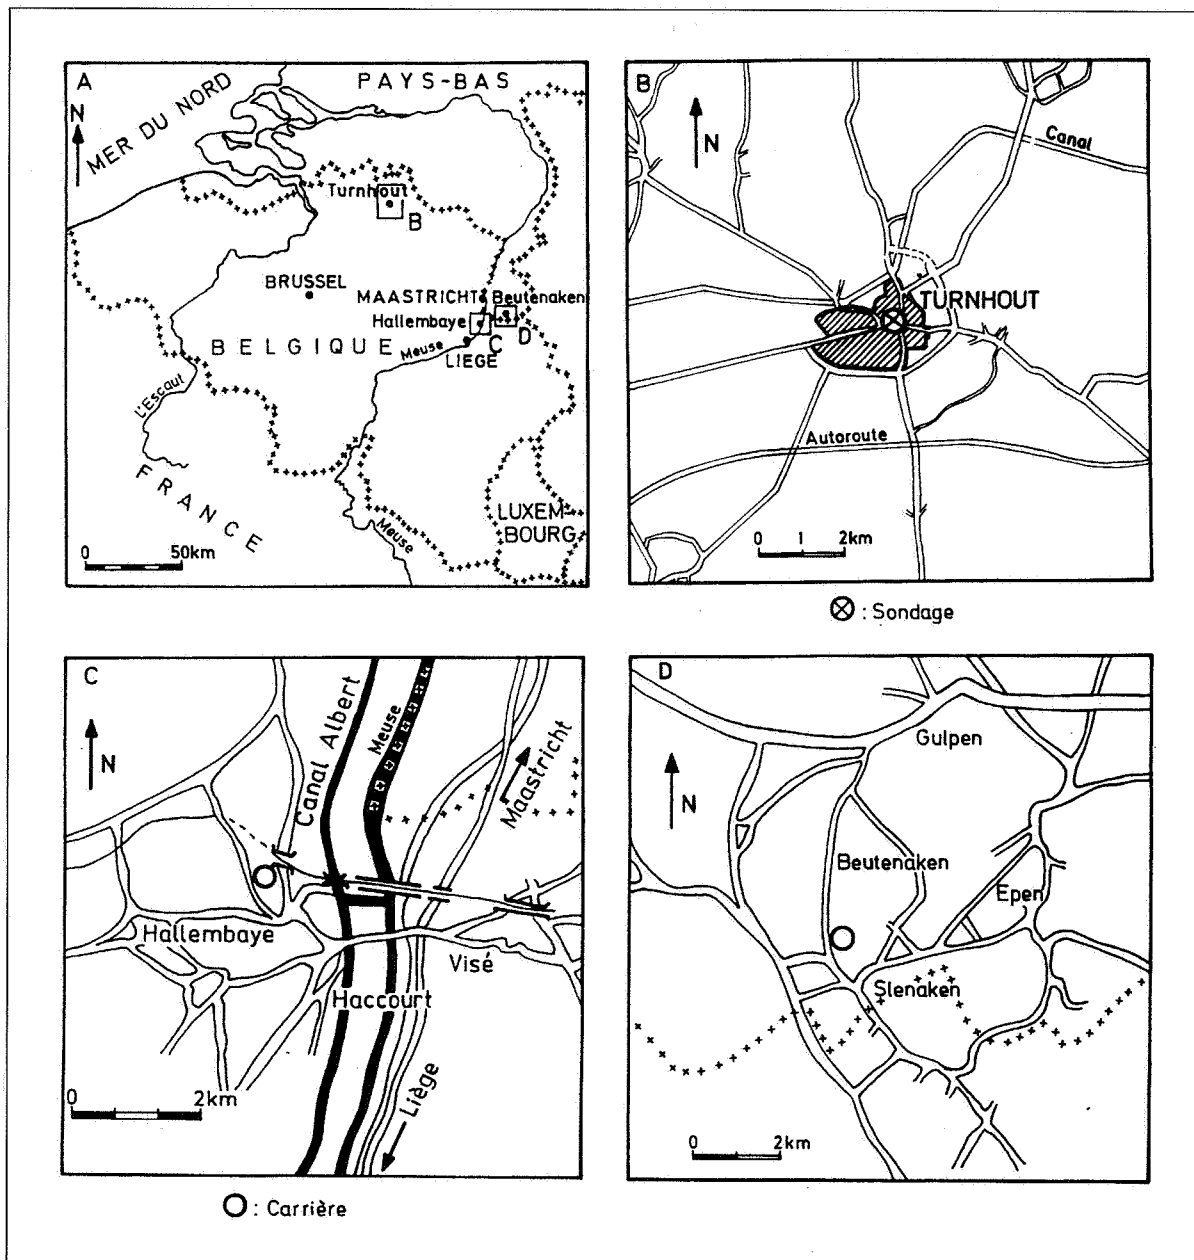 A
PAYS-BAS
MER DU NORD
N
Turnhout
B
BRUSSEL
MAASTRICHT
Beutenaken
Hallembaye
D
C
BELGIQUE
Meuse
LIEGE
L'Escaut
FRANCE
Meuse
LUXEM-
BOURG
0 50km
B
N
Canal
TURNHOUT
Autoroute
0 1 2km
: Sondage
C
N
Canal Albert
Meuse
Maastricht
Hallembaye
Visé
Haccourt
Liège
0 2km
: Carrière
D
N
Gulpen
Beutenaken
Epen
Slenaken
0 2km